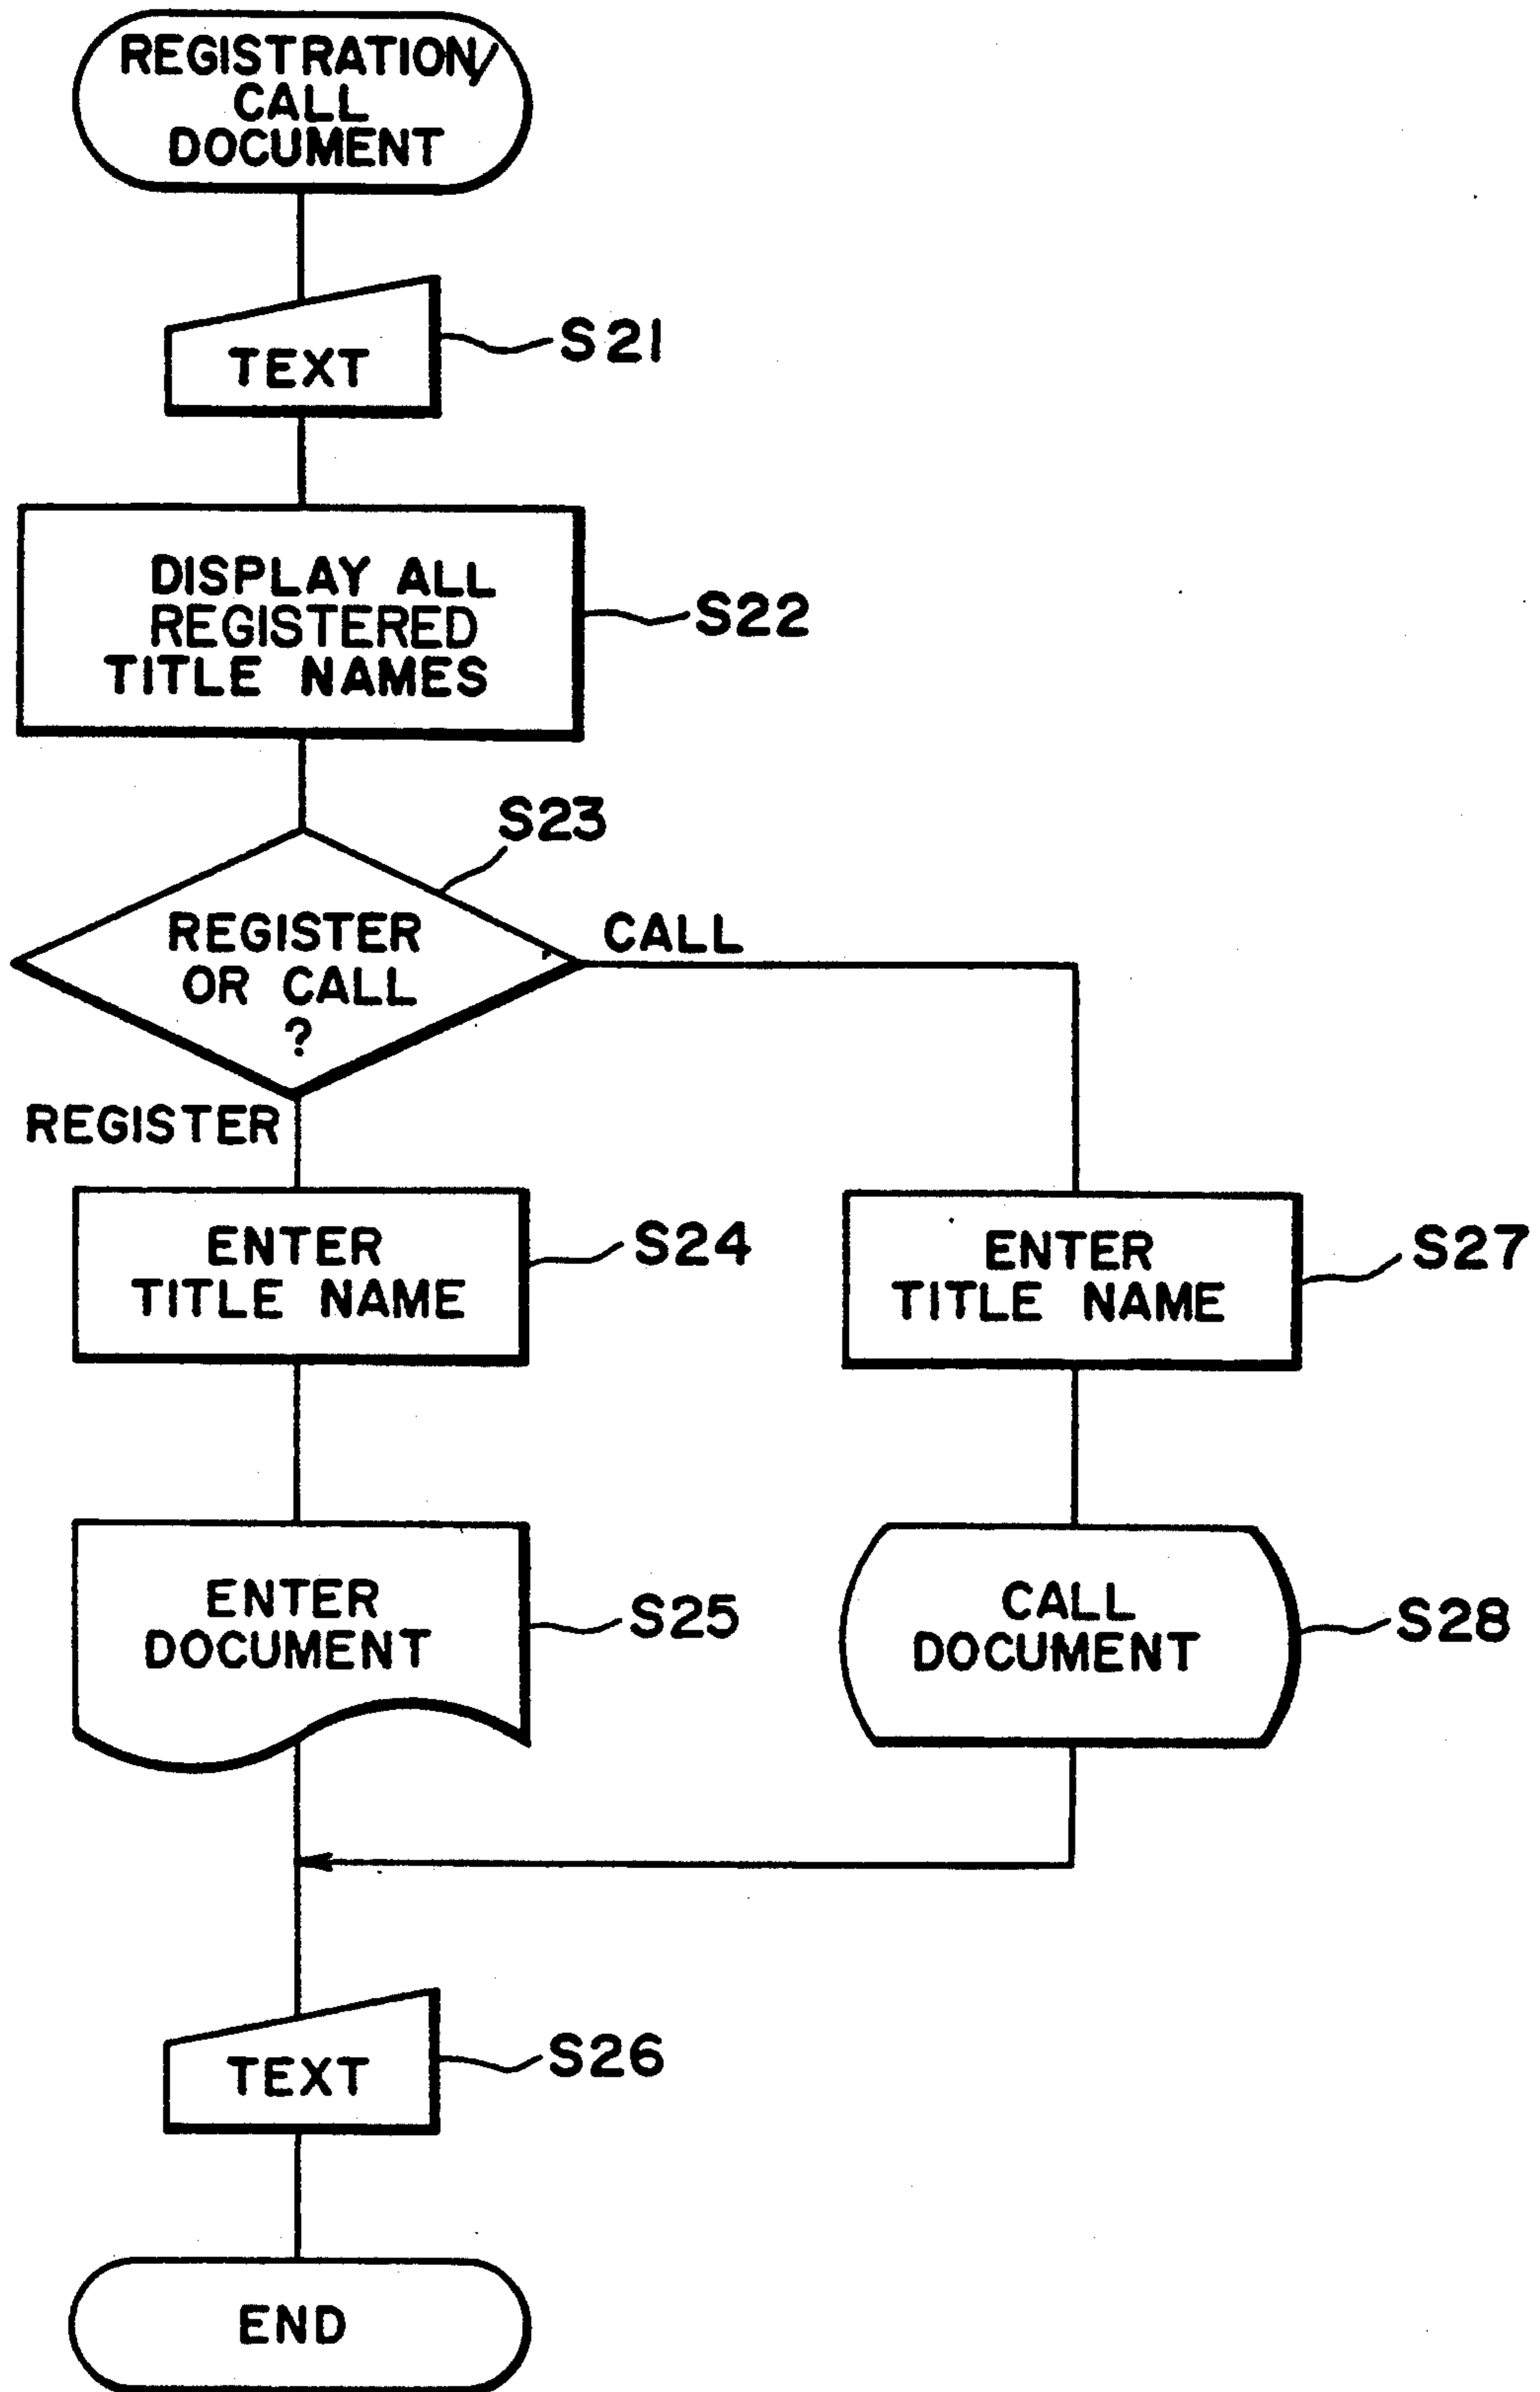 REGISTRATION/
CALL
DOCUMENT
TEXT
S21
DISPLAY ALL
REGISTERED
TITLE NAMES
S22
S23
REGISTER
OR CALL
?
CALL
REGISTER
ENTER
TITLE NAME
S24
ENTER
TITLE NAME
S27
ENTER
DOCUMENT
S25
CALL
DOCUMENT
S28
TEXT
S26
END